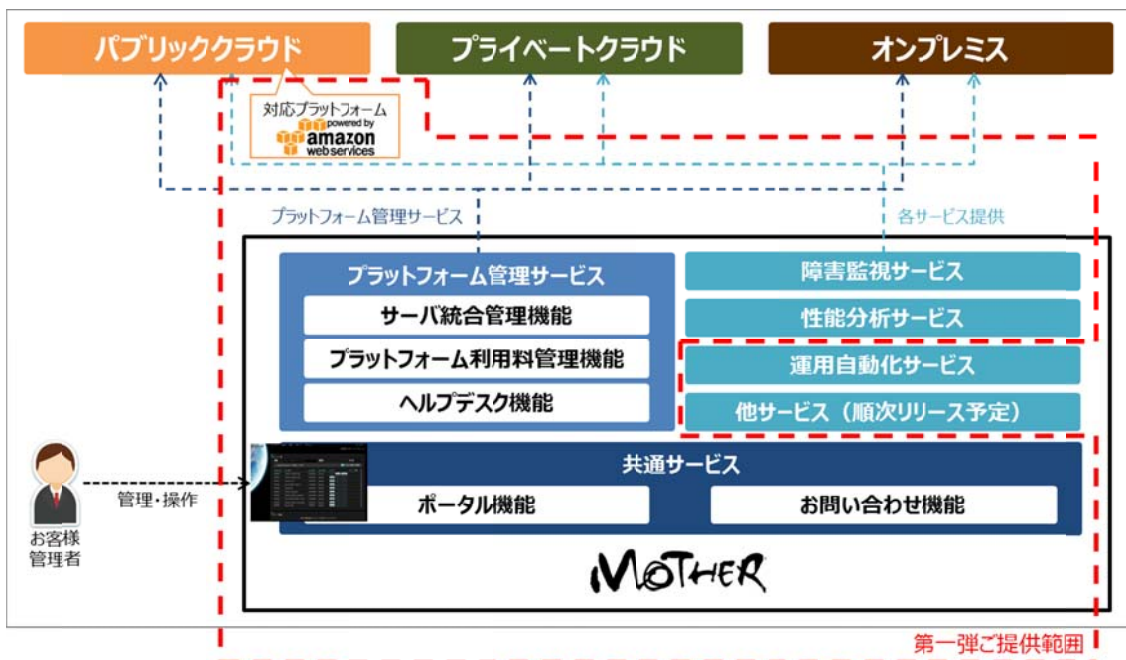 パブリッククラウド
プライベートクラウド
オンプレミス
対応プラットフォーム
powered by
amazon
web services
プラットフォーム管理サービス
各サービス提供
プラットフォーム管理サービス
サーバ統合管理機能
プラットフォーム利用料管理機能
ヘルプデスク機能
障害監視サービス
性能分析サービス
運用自動化サービス
他サービス（順次リリース予定）
共通サービス
ポータル機能
お問い合わせ機能
管理・操作
お客様
管理者
MOTHER
第一弾ご提供範囲